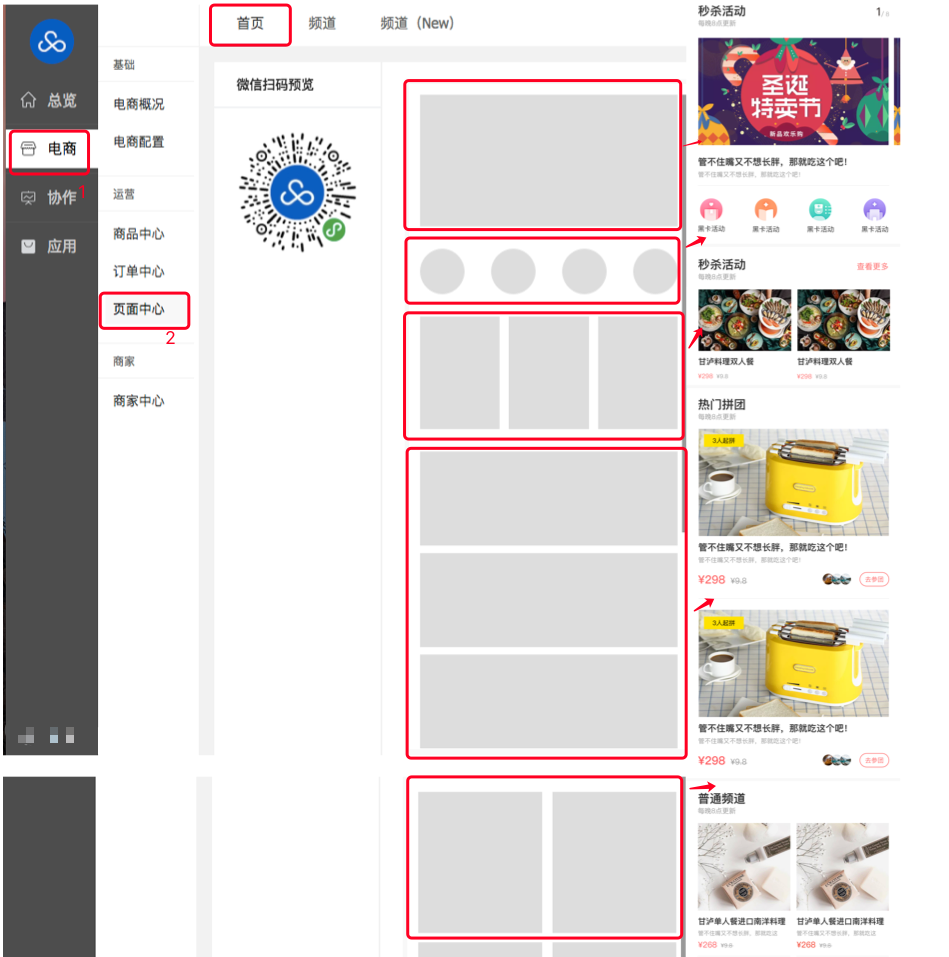 总览
电商
1
协作
应用
基础
电商概况
电商配置
运营
商品中心
订单中心
页面中心
2
商家
商家中心
首页
频道
频道（New）
微信扫码预览
秒杀活动
1/8
每晚8点更新
圣诞
特卖节
新品欢乐购
管不住嘴又不想长胖，那就吃这个吧！
管不住嘴又不想长胖，那就吃这个吧！
黑卡活动
黑卡活动
黑卡活动
黑卡活动
秒杀活动
查看更多
每晚8点更新
甘泸料理双人餐
甘泸料理双人餐
¥298 ¥9.8
¥298 ¥9.8
热门拼团
每晚8点更新
3人起拼
管不住嘴又不想长胖，那就吃这个吧！
管不住嘴又不想长胖，那就吃这个吧！
¥298 ¥9.8
去参团
3人起拼
管不住嘴又不想长胖，那就吃这个吧！
管不住嘴又不想长胖，那就吃这个吧！
¥298 ¥9.8
去参团
普通频道
每晚8点更新
甘泸单人餐进口南洋料理
甘泸单人餐进口南洋料理
管不住嘴又不想长胖，那就吃这
管不住嘴又不想长胖，那就吃这
¥268 ¥9.8
¥268 ¥9.8